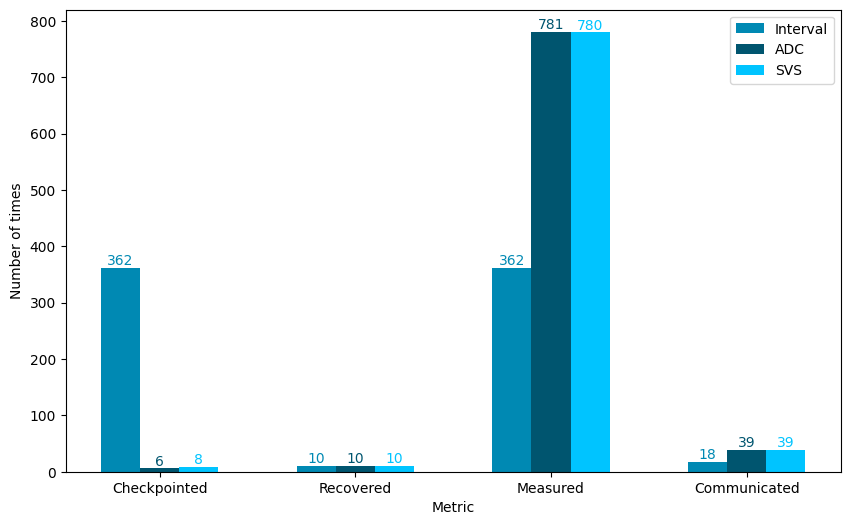 Interval
ADC
SVS
Number of times
800
700
600
500
400
300
200
100
0
362
6
8
10
10
10
362
781
780
18
39
39
Checkpointed
Recovered
Measured
Communicated
Metric